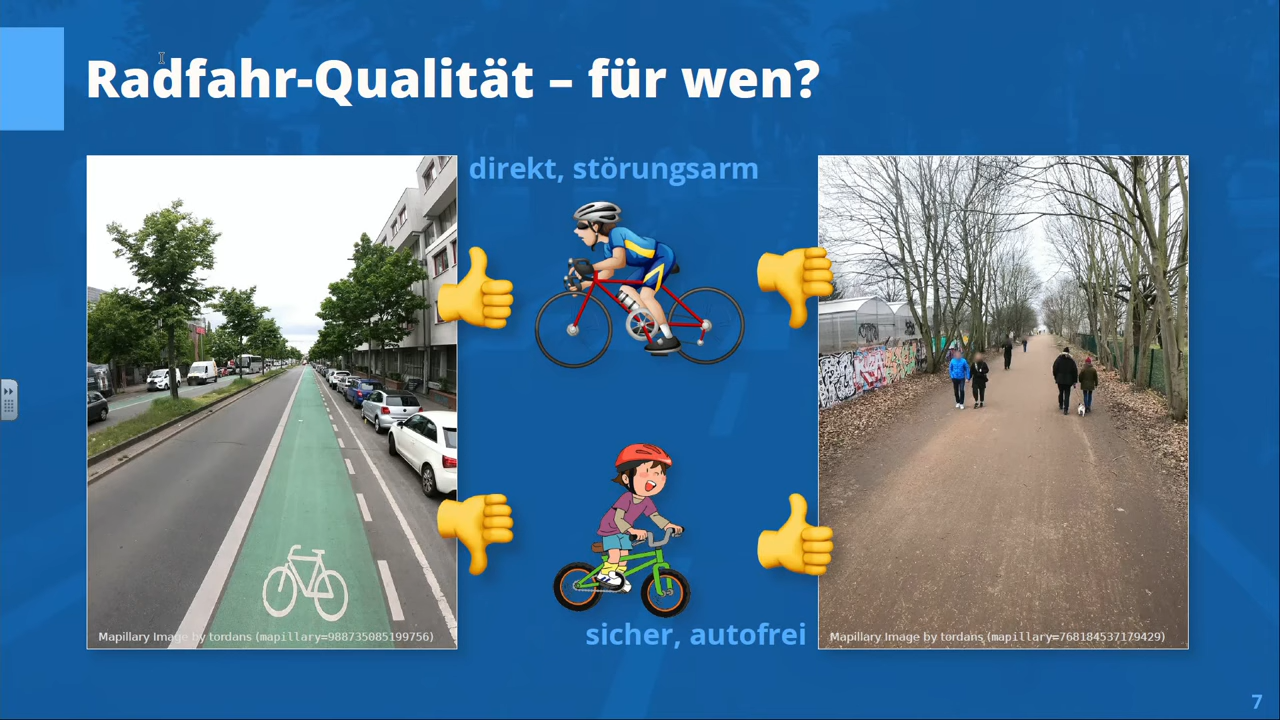 Radfahr-Qualität – für wen?
direkt, störungsarm
sicher, autofrei
Mapillary Image by tordans (mapillary=988735085199756)
Mapillary Image by tordans (mapillary=768184537179429)
7